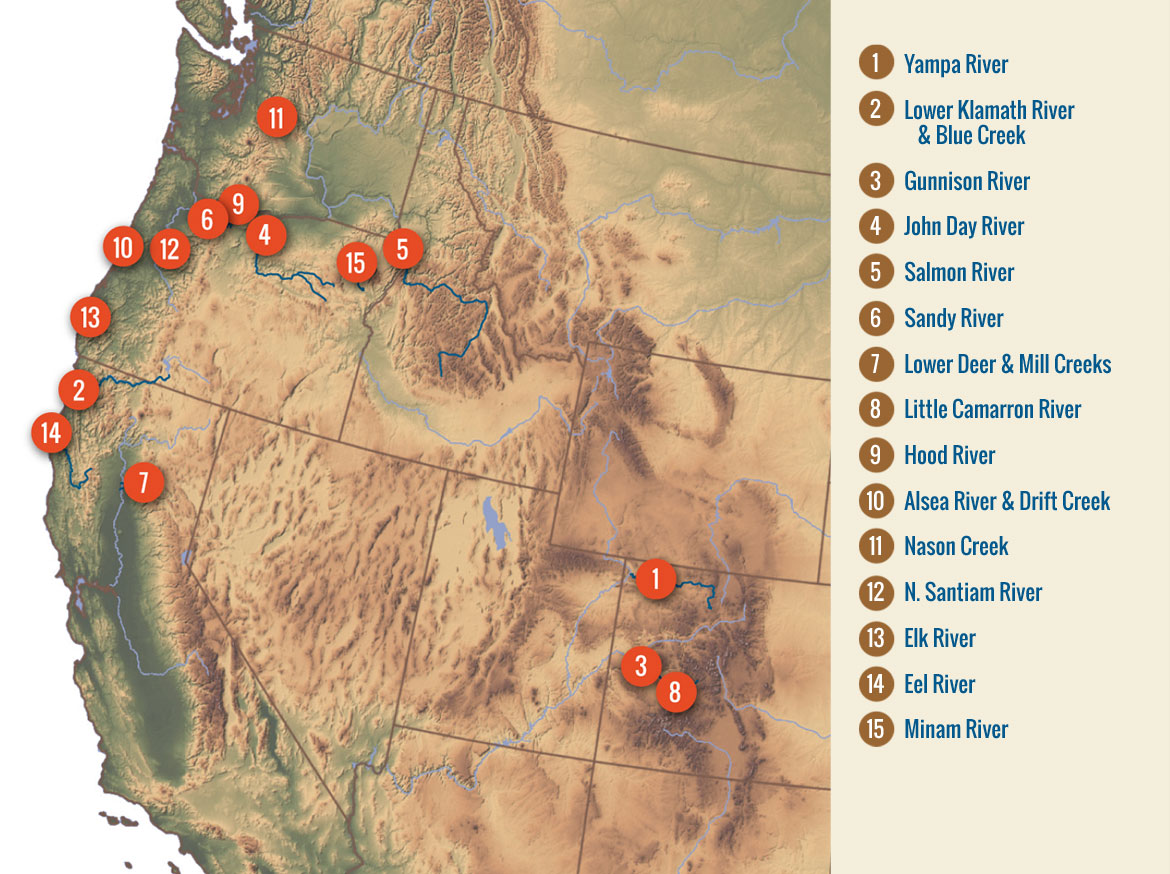 11
9
6
4
10
12
5
15
13
2
14
7
1
3
8
1 Yampa River
2 Lower Klamath River
& Blue Creek
3 Gunnison River
4 John Day River
5 Salmon River
6 Sandy River
7 Lower Deer & Mill Creeks
8 Little Camarron River
9 Hood River
10 Alsea River & Drift Creek
11 Nason Creek
12 N. Santiam River
13 Elk River
14 Eel River
15 Minam River